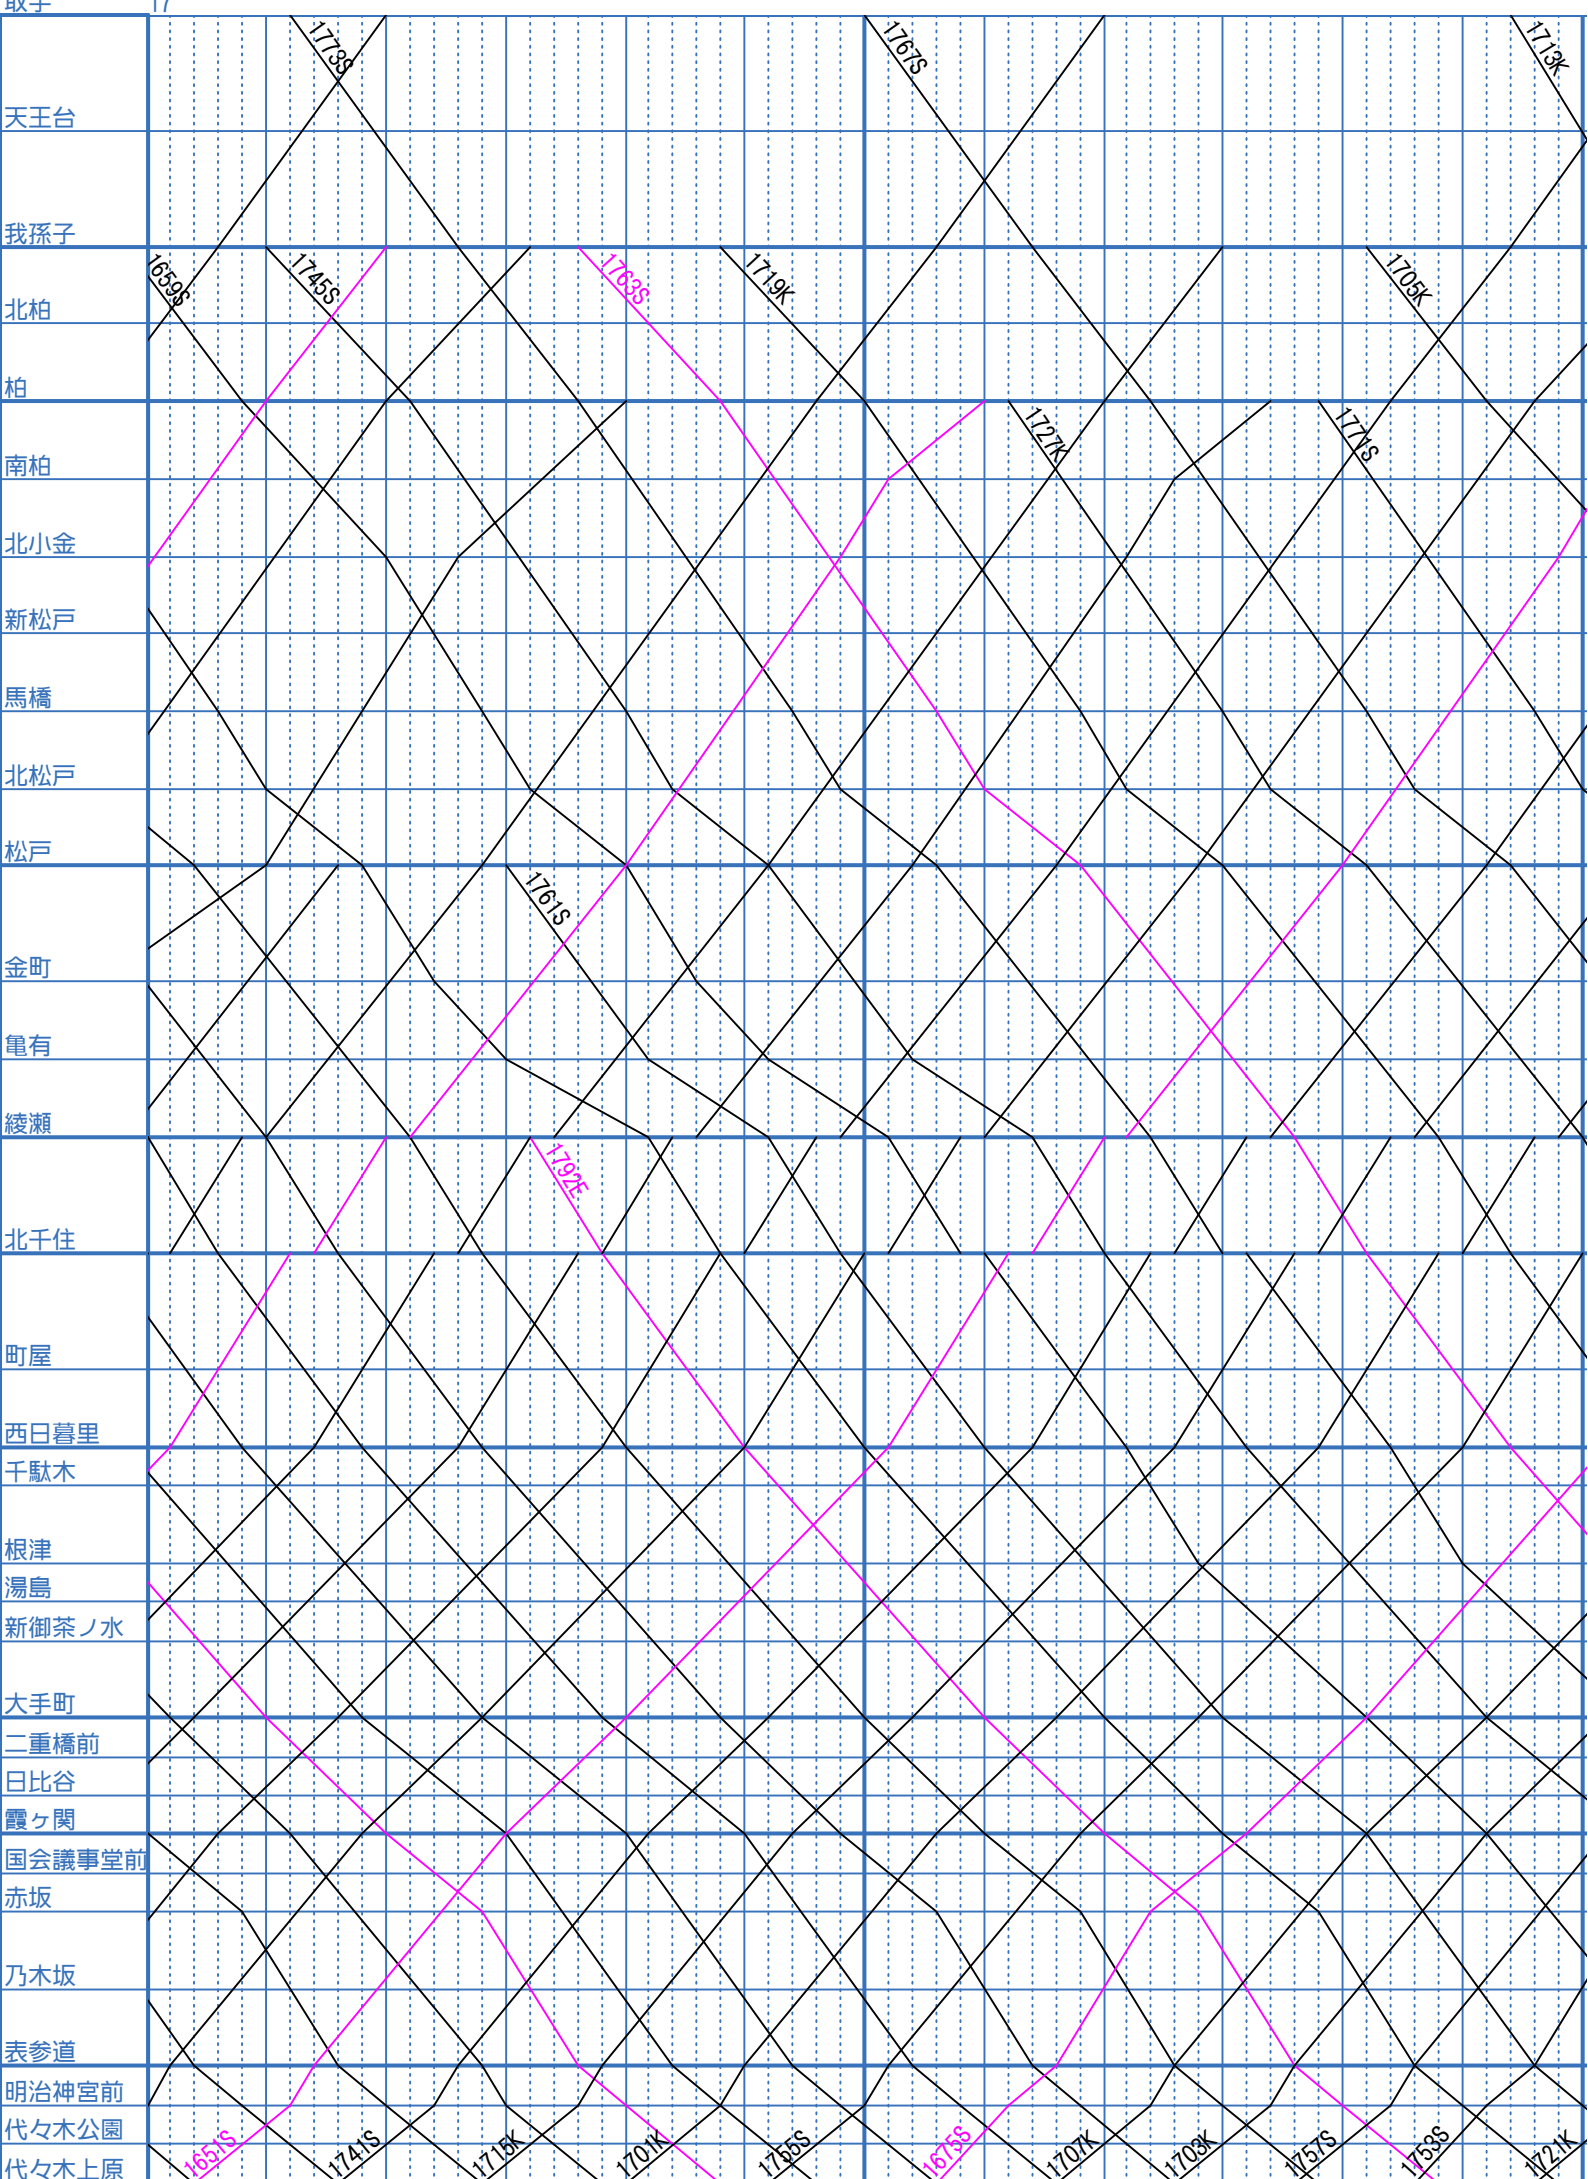 取手 17
1773S 1767S 1713K
天王台
我孫子
1659S 1745S 1763S 1719K 1705K
北柏
柏
1727K 1771S
南柏
北小金
新松戸
馬橋
北松戸
松戸
1761S
金町
亀有
綾瀬
1792E
北千住
町屋
西日暮里
千駄木
根津
湯島
新御茶ノ水
大手町
二重橋前
日比谷
霞ヶ関
国会議事堂前
赤坂
乃木坂
表参道
明治神宮前
代々木公園
1651S 1741S 1715K 1701K 1755S 1675S 1707K 1703K 1757S 1753S 1721K
代々木上原